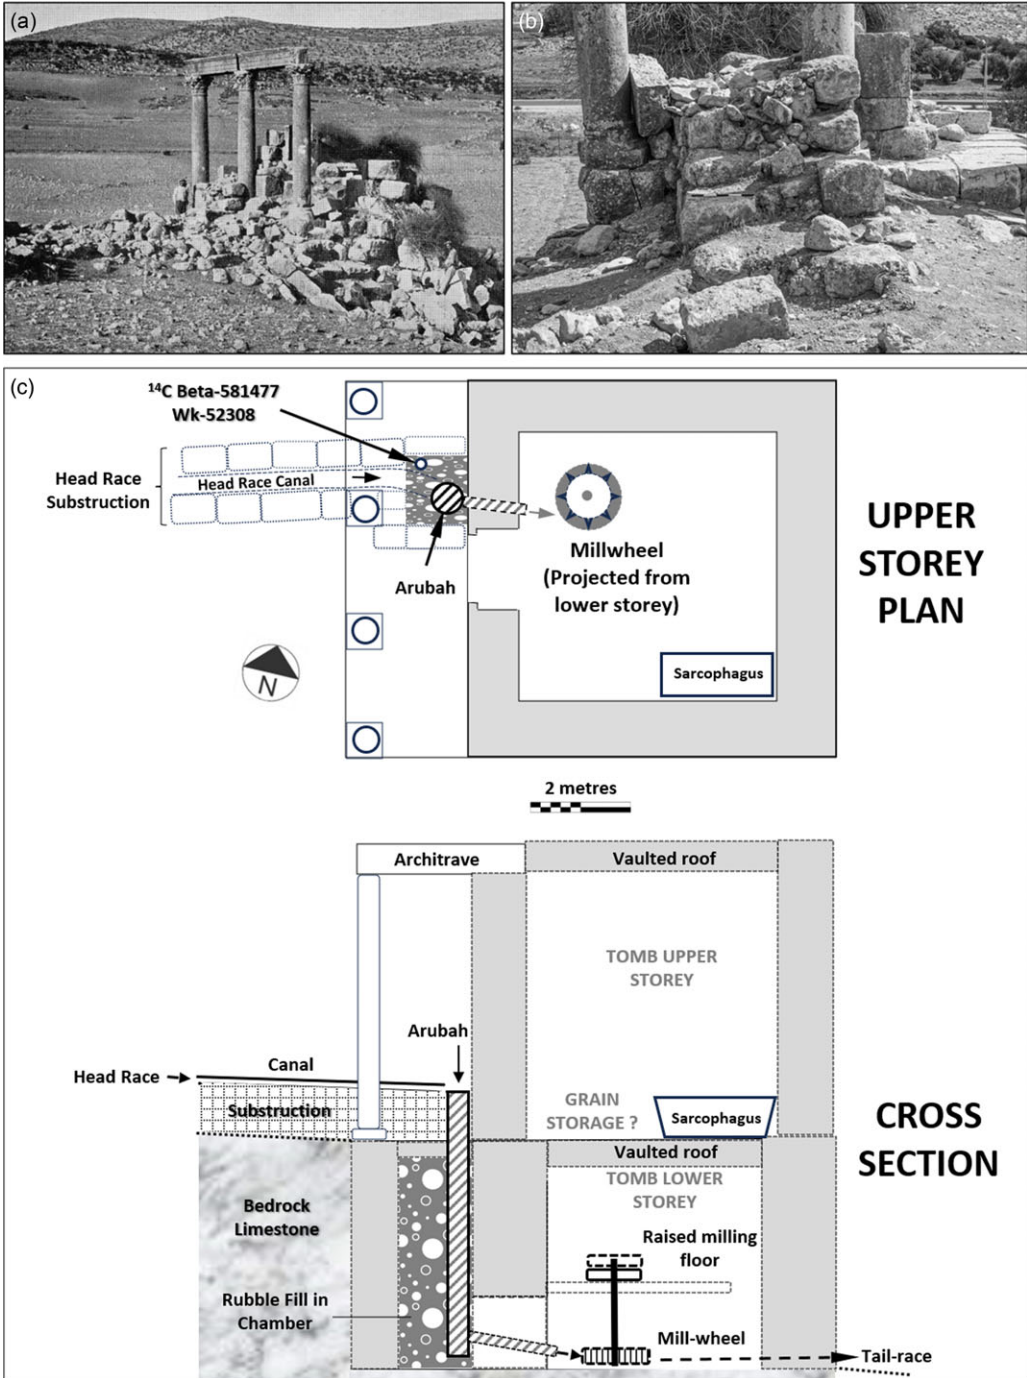 (a)
(b)
(c)
¹⁴C Beta-581477
Wk-52308
Head Race
Substruction
Head Race Canal
Arubah
Millwheel
(Projected from
lower storey)
Sarcophagus
N
UPPER
STOREY
PLAN
2 metres
Architrave
Vaulted roof
TOMB UPPER
STOREY
Arubah
Canal
Head Race
Substruction
GRAIN
STORAGE ?
Sarcophagus
CROSS
SECTION
Vaulted roof
TOMB LOWER
STOREY
Bedrock
Limestone
Raised milling
floor
Rubble Fill in
Chamber
Mill-wheel
Tail-race